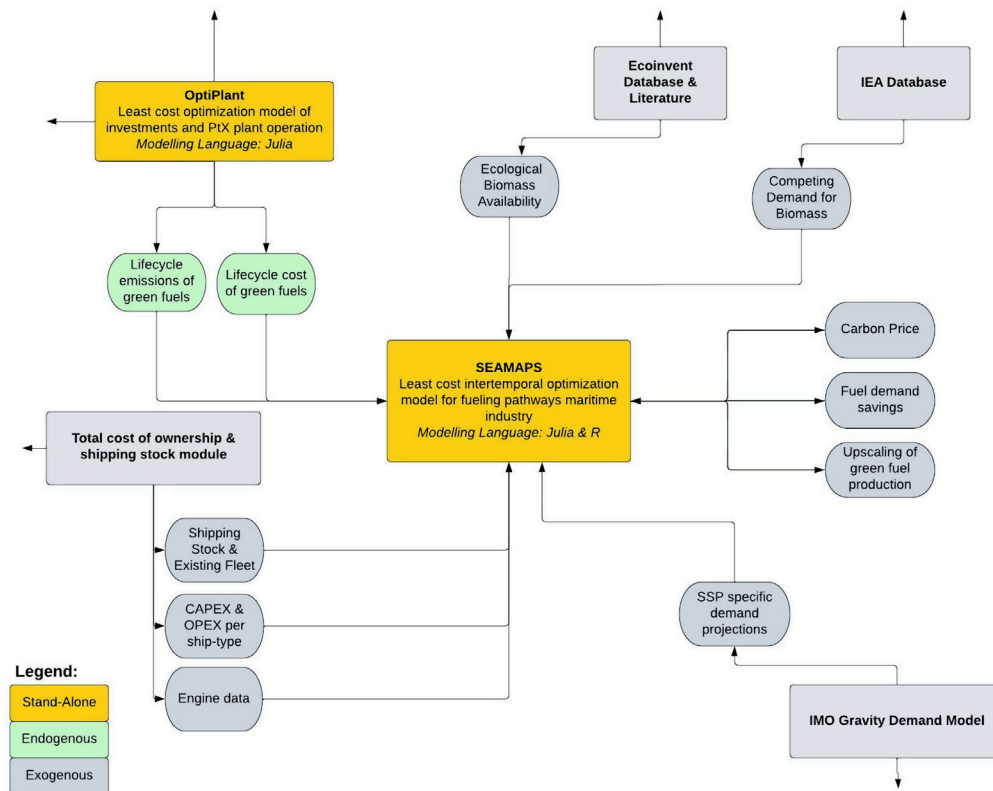 OptiPlant
Least cost optimization model of
investments and PtX plant operation
Modelling Language: Julia
Ecoinvent
Database &
Literature
IEA Database
Ecological
Biomass
Availability
Competing
Demand for
Biomass
Lifecycle
emissions of
green fuels
Lifecycle cost
of green fuels
SEAMAPS
Least cost intertemporal optimization
model for fueling pathways maritime
industry
Modelling Language: Julia & R
Carbon Price
Fuel demand
savings
Upscaling of
green fuel
production
Total cost of ownership &
shipping stock module
Shipping
Stock &
Existing Fleet
CAPEX &
OPEX per
ship-type
Engine data
SSP specific
demand
projections
IMO Gravity Demand Model
Legend:
Stand-Alone
Endogenous
Exogenous